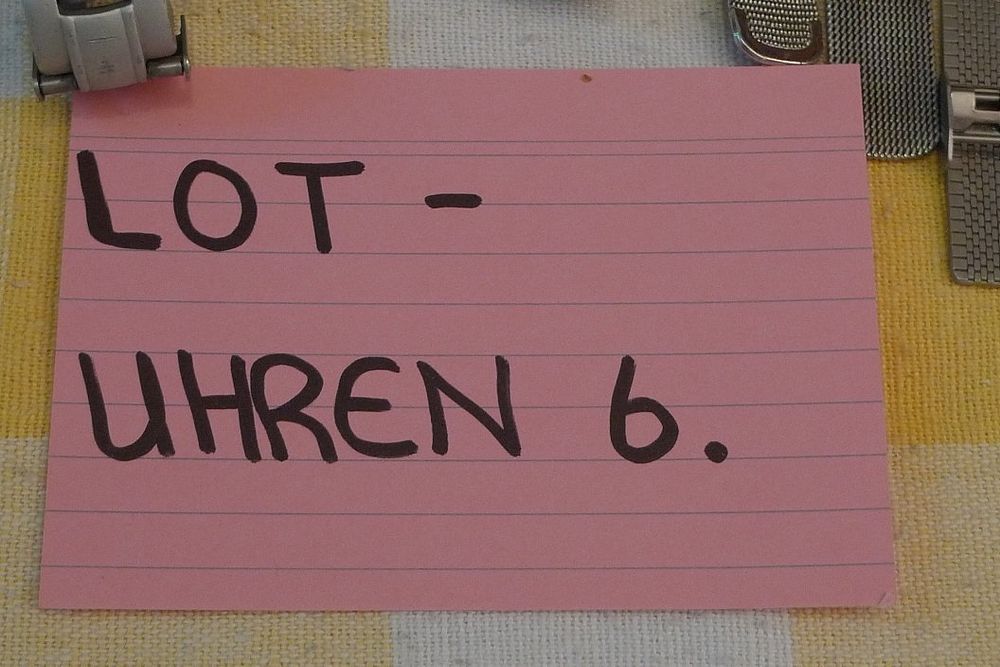 LOT -
UHREN 6.